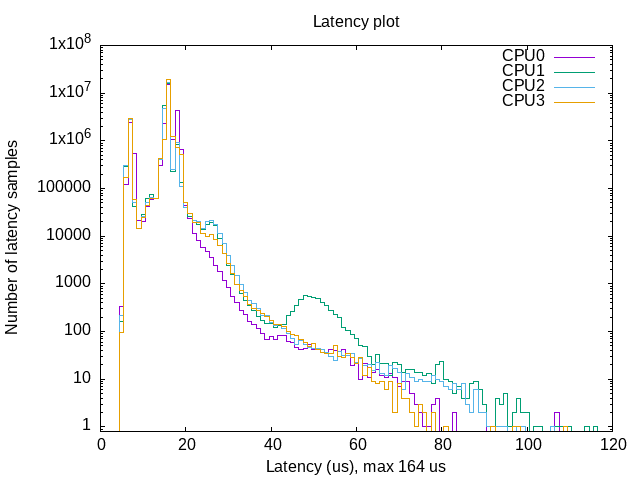 Latency plot
1x10^8
1x10^7
1x10^6
100000
10000
1000
100
10
1
Number of latency samples
CPU0
CPU1
CPU2
CPU3
0 20 40 60 80 100 120
Latency (us), max 164 us